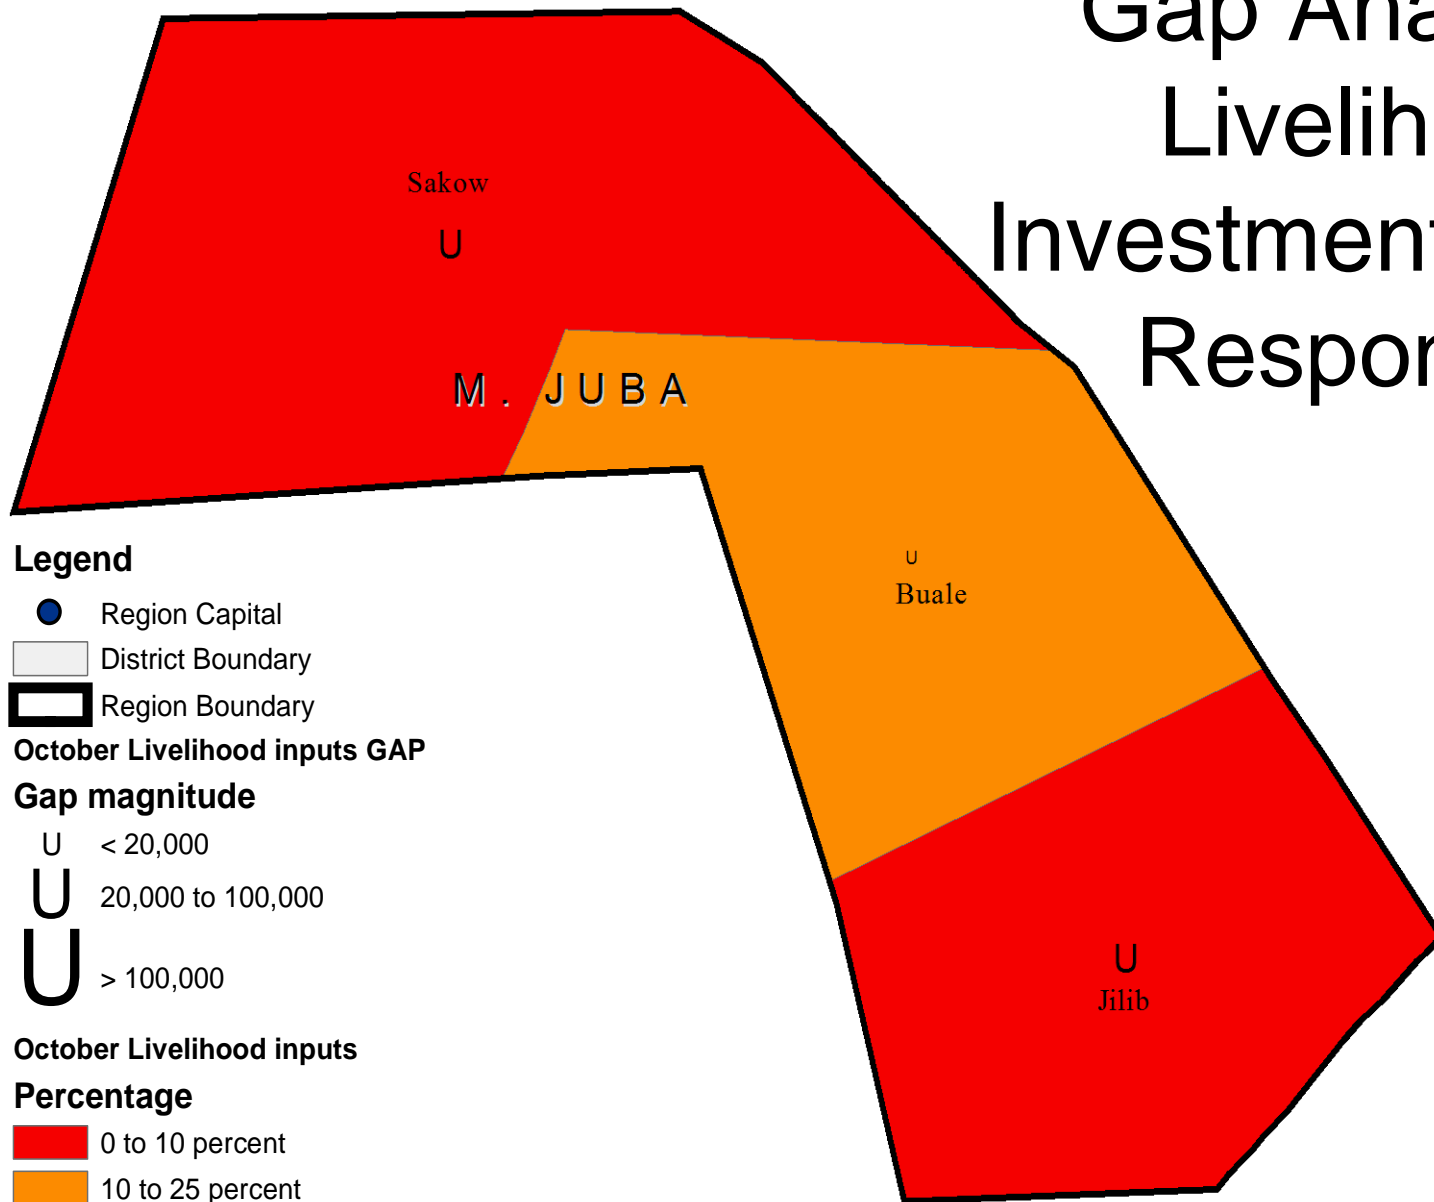 Gap Ana
Livelih
Investment
Respon
Sakow
U
M. JUBA
U
Buale
U
Jilib
Legend
Region Capital
District Boundary
Region Boundary
October Livelihood inputs GAP
Gap magnitude
U < 20,000
U 20,000 to 100,000
U > 100,000
October Livelihood inputs
Percentage
0 to 10 percent
10 to 25 percent